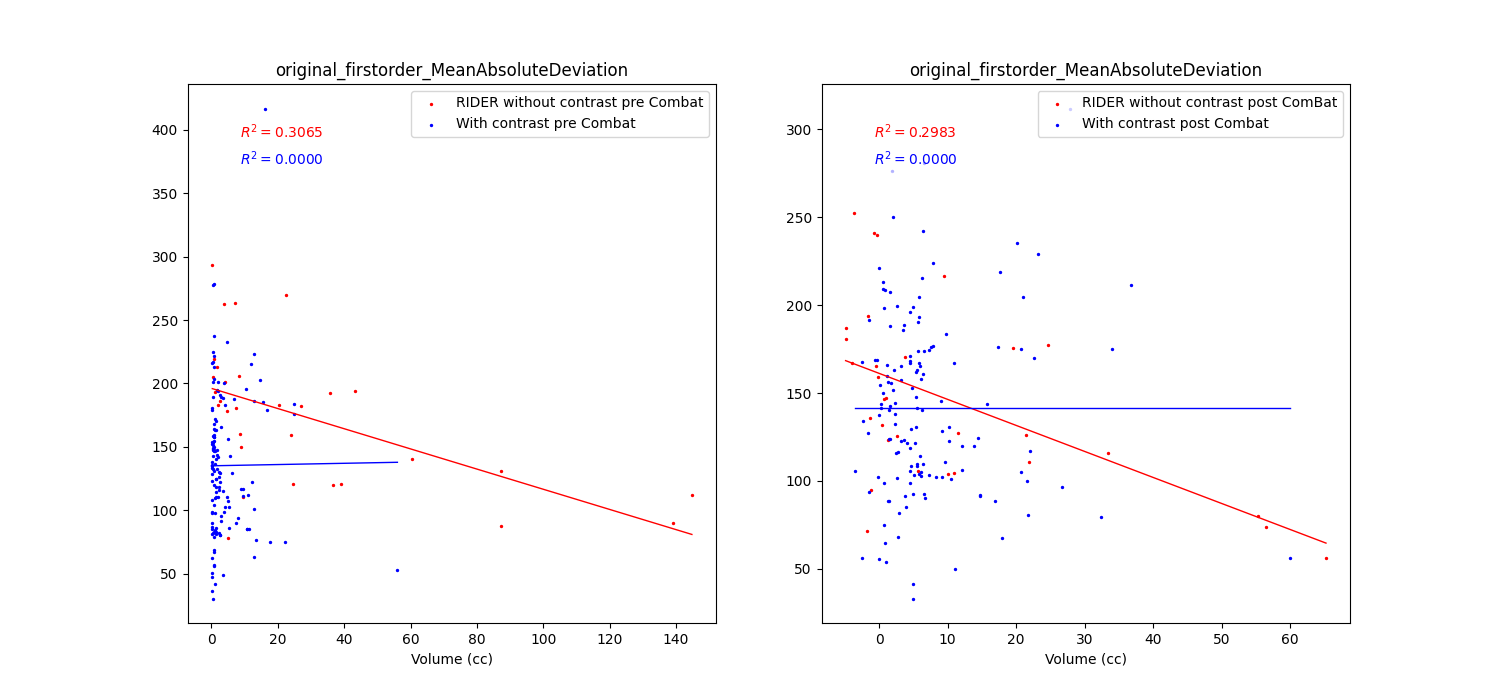 original_firstorder_MeanAbsoluteDeviation
RIDER without contrast pre Combat
With contrast pre Combat
R² = 0.3065
R² = 0.0000
400
350
300
250
200
150
100
50
0 20 40 60 80 100 120 140
Volume (cc)
original_firstorder_MeanAbsoluteDeviation
RIDER without contrast post ComBat
With contrast post Combat
R² = 0.2983
R² = 0.0000
300
250
200
150
100
50
0 10 20 30 40 50 60
Volume (cc)